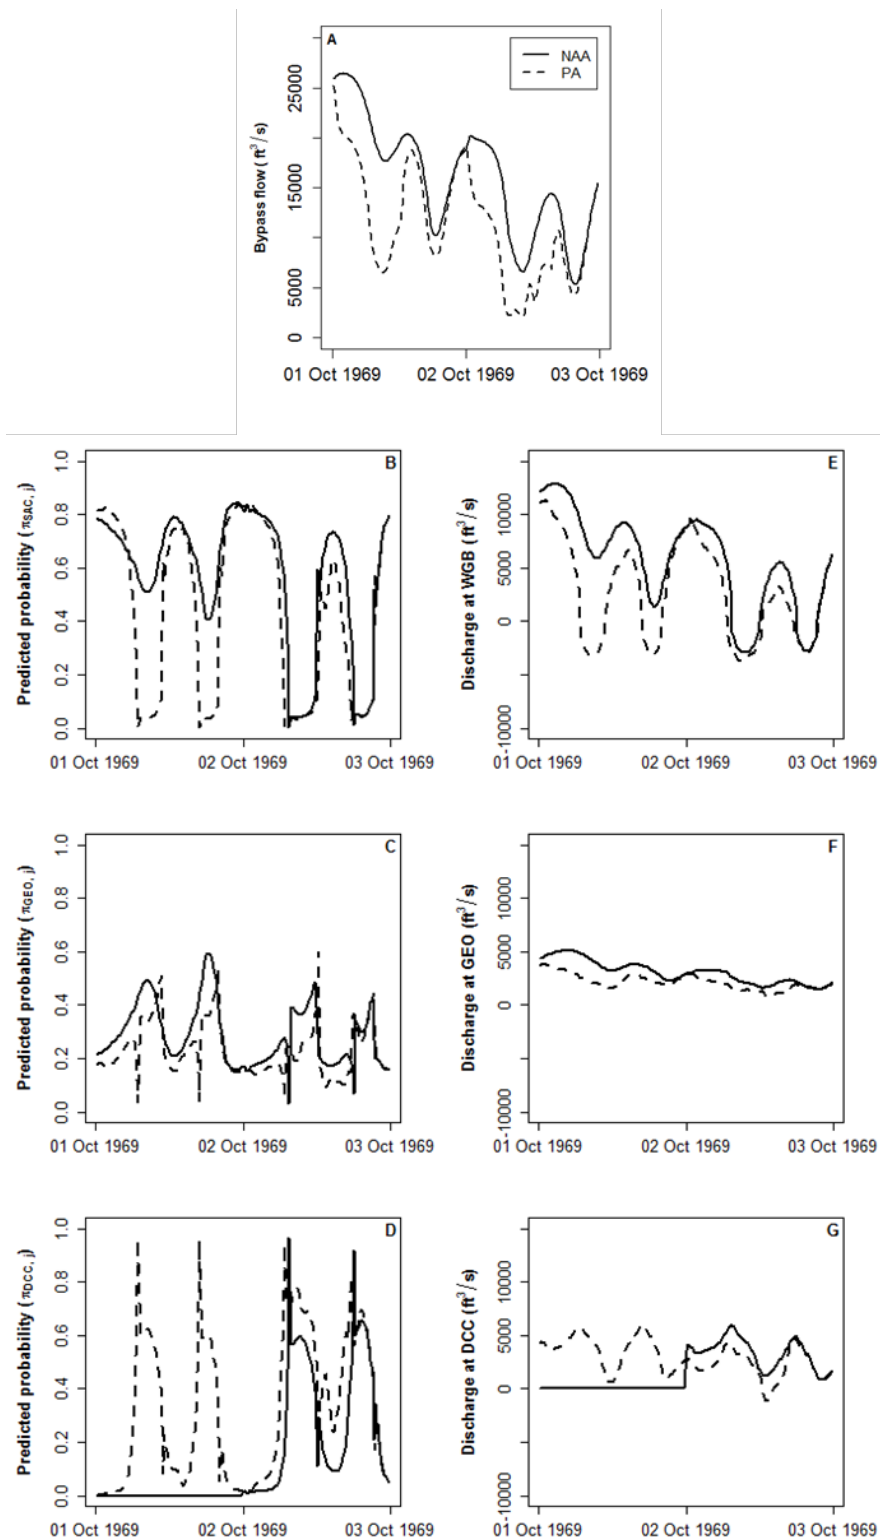 A
NAA
PA
Bypass flow ( ft³/s )
0
5000
15000
25000
01 Oct 1969
02 Oct 1969
03 Oct 1969
B
Predicted probability ( πSAC, j)
0.0
0.2
0.4
0.6
0.8
1.0
01 Oct 1969
02 Oct 1969
03 Oct 1969
E
Discharge at WGB ( ft³/s )
-10000
0
5000
10000
01 Oct 1969
02 Oct 1969
03 Oct 1969
C
Predicted probability ( πGEO, j)
0.0
0.2
0.4
0.6
0.8
1.0
01 Oct 1969
02 Oct 1969
03 Oct 1969
F
Discharge at GEO (ft³/s )
-10000
0
5000
10000
01 Oct 1969
02 Oct 1969
03 Oct 1969
D
Predicted probability ( πDCC, j)
0.0
0.2
0.4
0.6
0.8
1.0
01 Oct 1969
02 Oct 1969
03 Oct 1969
G
Discharge at DCC ( ft³/s )
-10000
0
5000
10000
01 Oct 1969
02 Oct 1969
03 Oct 1969